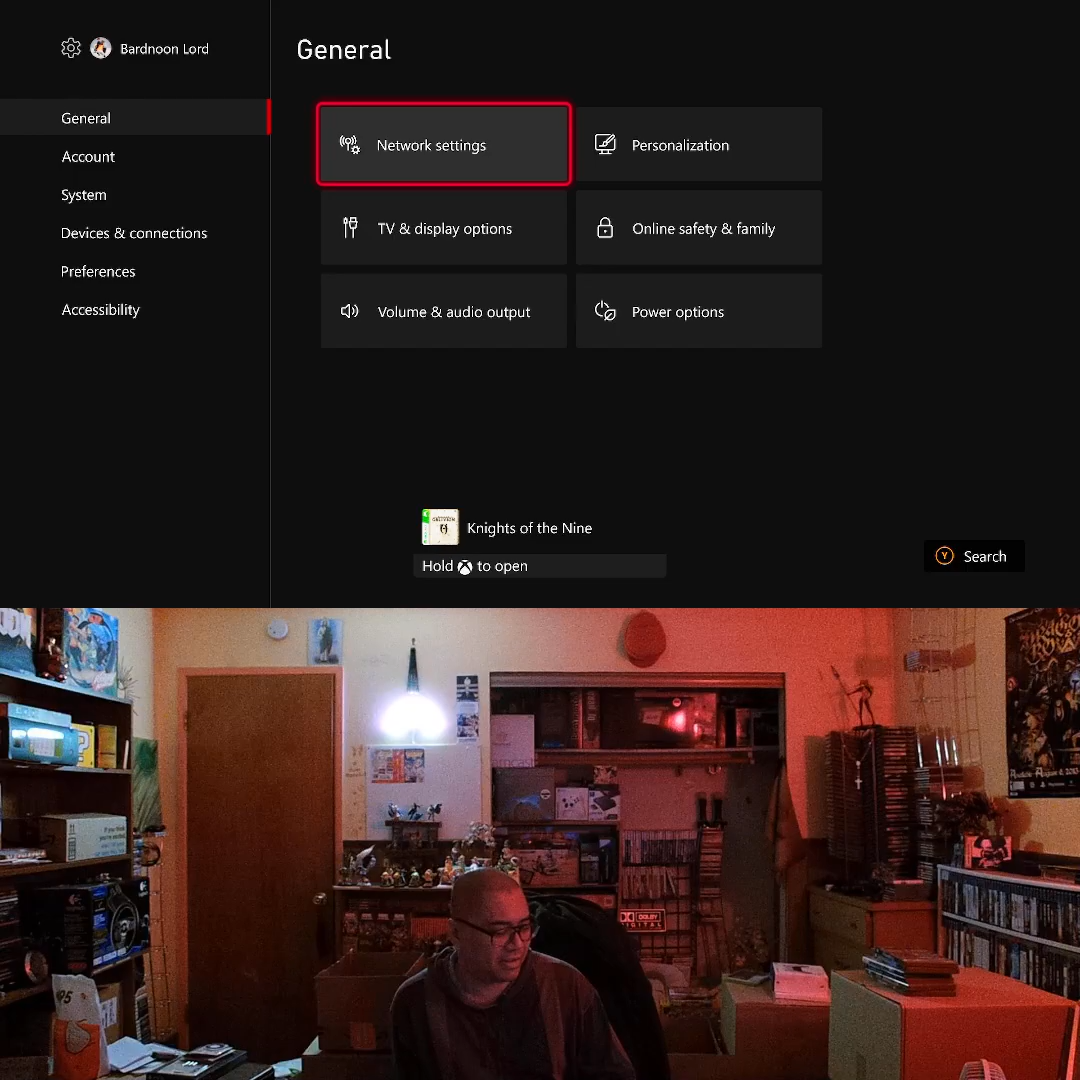 Bardnoon Lord
General
Account
System
Devices & connections
Preferences
Accessibility
General
Network settings
Personalization
TV & display options
Online safety & family
Volume & audio output
Power options
OBLIVION
Knights of the Nine
Hold to open
Y Search
DOLBY
DIGITAL